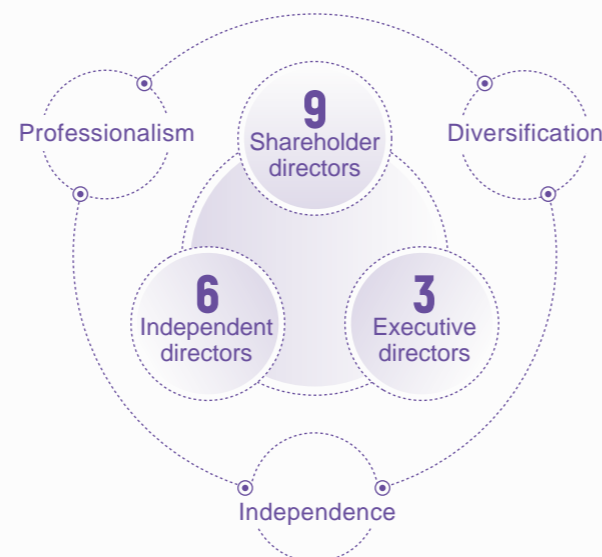 9
Shareholder
directors
Professionalism
Diversification
6
Independent
directors
3
Executive
directors
Independence